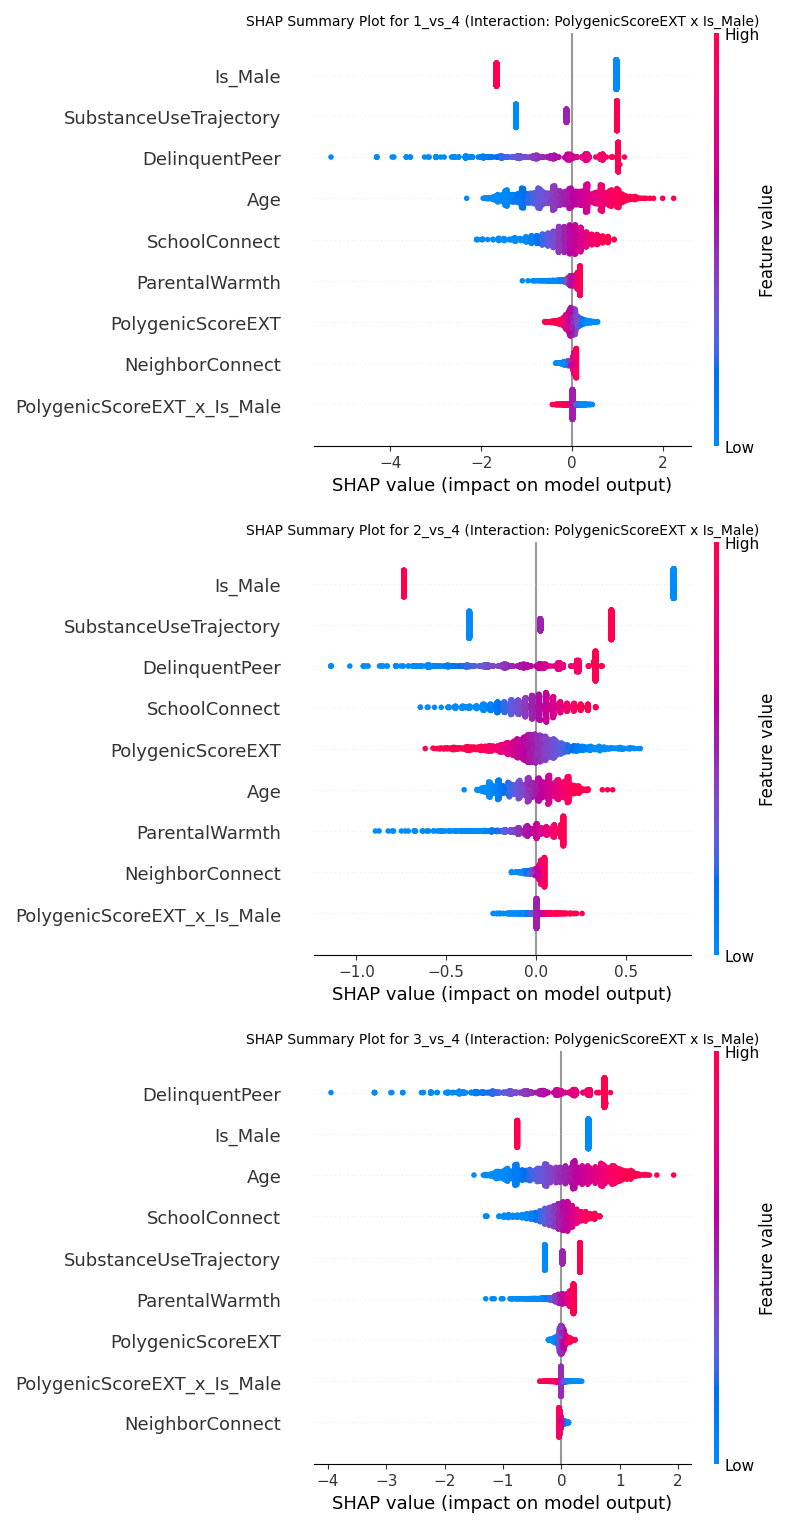 SHAP Summary Plot for 1_vs_4 (Interaction: PolygenicScoreEXT x Is_Male)
High
Is_Male
SubstanceUseTrajectory
DelinquentPeer
Age
SchoolConnect
ParentalWarmth
PolygenicScoreEXT
NeighborConnect
PolygenicScoreEXT_x_Is_Male
Feature value
Low
−4 −2 0 2
SHAP value (impact on model output)
SHAP Summary Plot for 2_vs_4 (Interaction: PolygenicScoreEXT x Is_Male)
High
Is_Male
SubstanceUseTrajectory
DelinquentPeer
SchoolConnect
PolygenicScoreEXT
Age
ParentalWarmth
NeighborConnect
PolygenicScoreEXT_x_Is_Male
Feature value
Low
−1.0 −0.5 0.0 0.5
SHAP value (impact on model output)
SHAP Summary Plot for 3_vs_4 (Interaction: PolygenicScoreEXT x Is_Male)
High
DelinquentPeer
Is_Male
Age
SchoolConnect
SubstanceUseTrajectory
ParentalWarmth
PolygenicScoreEXT
PolygenicScoreEXT_x_Is_Male
NeighborConnect
Feature value
Low
−4 −3 −2 −1 0 1 2
SHAP value (impact on model output)